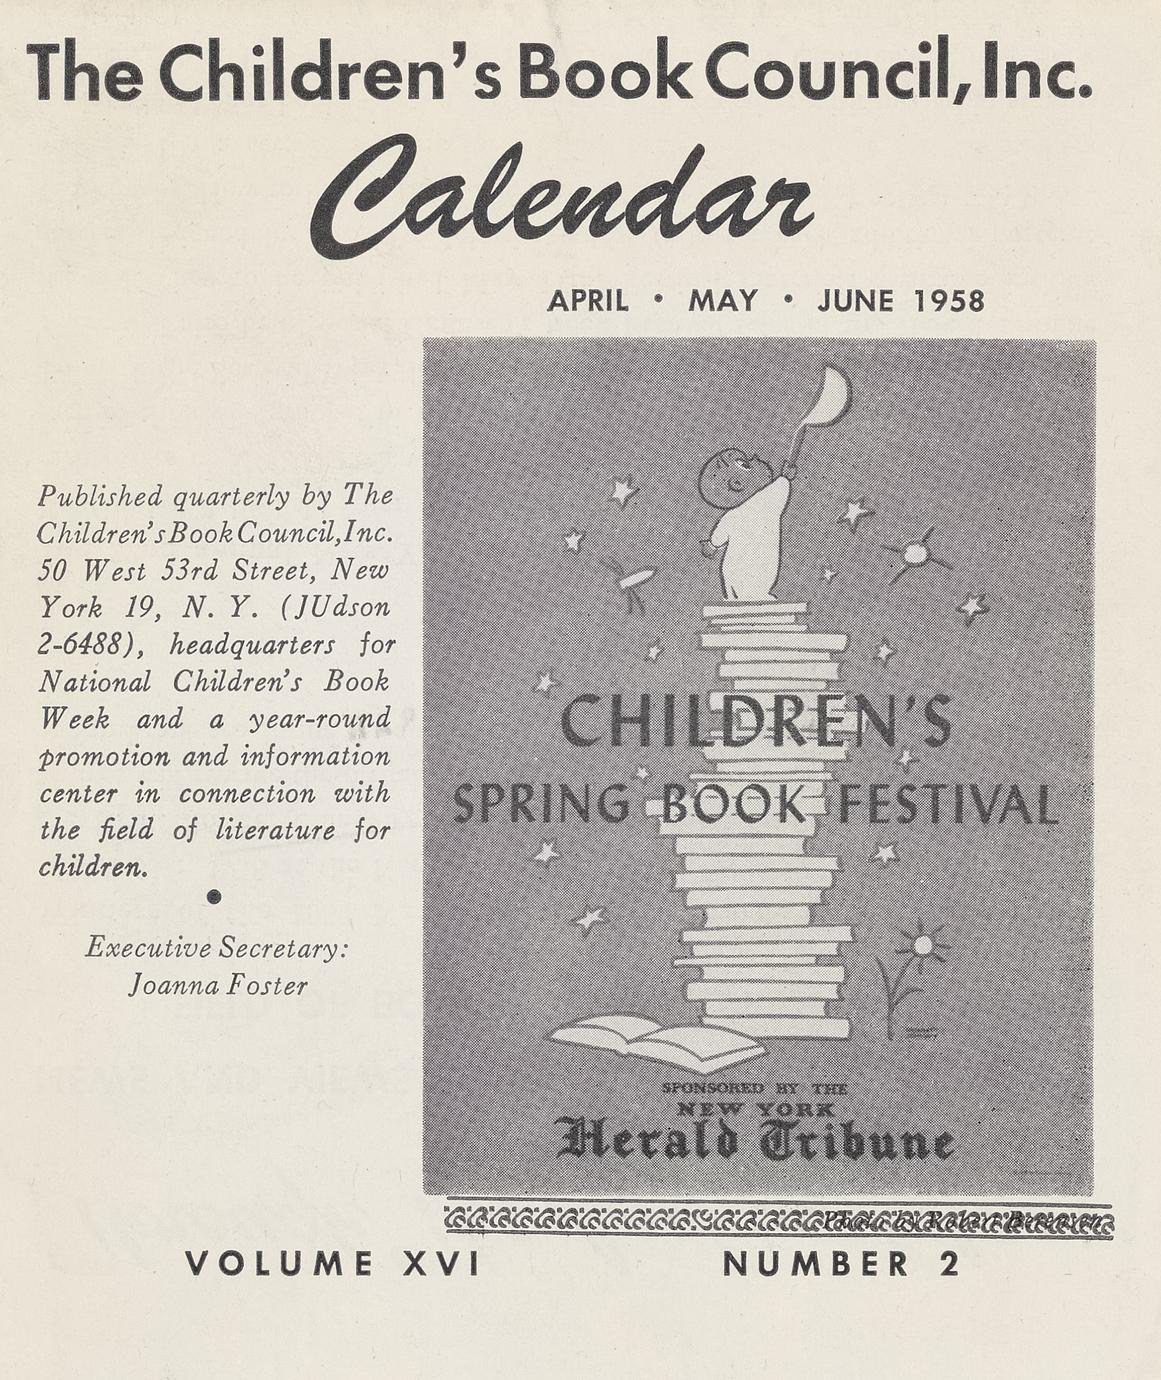 The Children's Book Council, Inc.
Calendar
APRIL • MAY • JUNE 1958
Published quarterly by The
Children's Book Council, Inc.
50 West 53rd Street, New
York 19, N. Y. (JUdson
2-6488), headquarters for
National Children's Book
Week and a year-round
promotion and information
center in connection with
the field of literature for
children.
Executive Secretary:
Joanna Foster
CHILDREN'S
SPRING BOOK FESTIVAL
SPONSORED BY THE
NEW YORK
Herald Tribune
Photo by Robert
VOLUME XVI
NUMBER 2